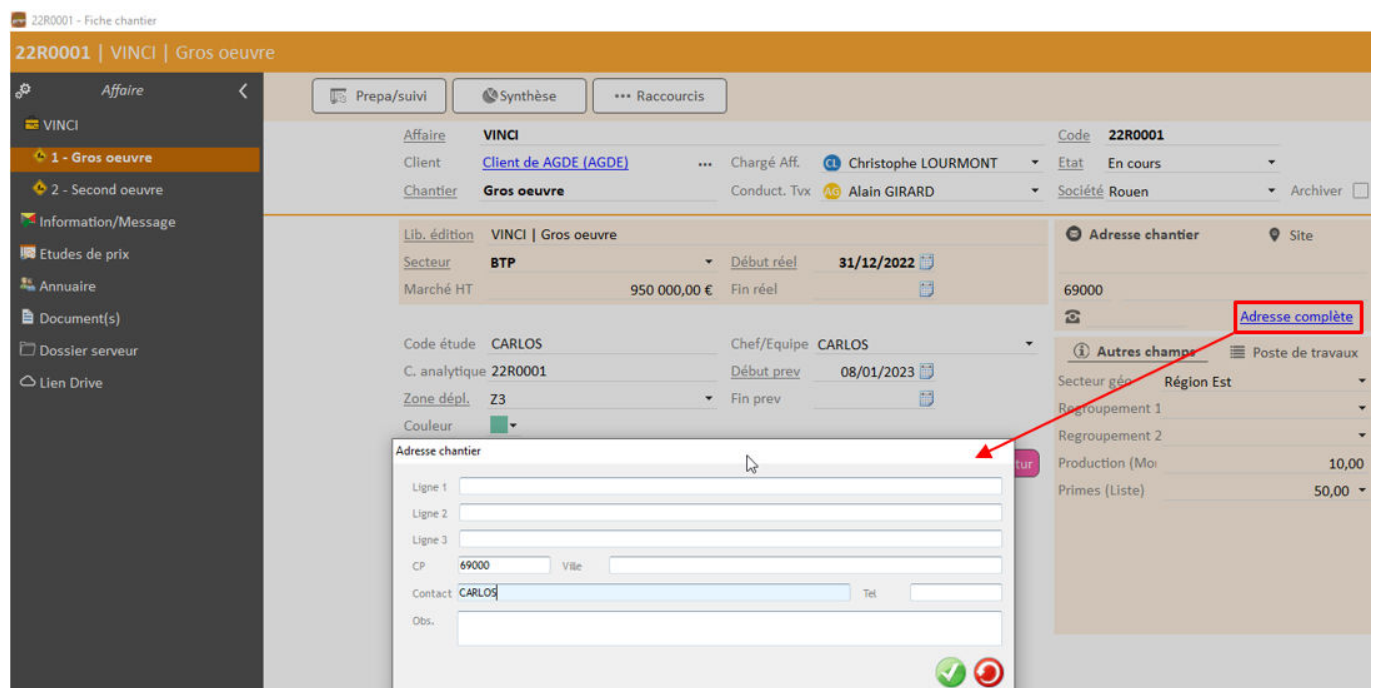 22R0001 - Fiche chantier
22R0001 | VINCI | Gros oeuvre
Affaire
Prepa/suivi Synthèse ••• Raccourcis
VINCI
1 - Gros oeuvre
2 - Second oeuvre
Information/Message
Etudes de prix
Annuaire
Document(s)
Dossier serveur
Lien Drive
Affaire VINCI Code 22R0001
Client Client de AGDE (AGDE) ••• Chargé Aff. CL Christophe LOURMONT Etat En cours
Chantier Gros oeuvre Conduct. Tvx AG Alain GIRARD Société Rouen Archiver
Lib. édition VINCI | Gros oeuvre Adresse chantier Site
Secteur BTP Début réel 31/12/2022
Marché HT 950 000,00 € Fin réel 69000
Adresse complète
Code étude CARLOS Chef/Equipe CARLOS Autres champs Poste de travaux
C. analytique 22R0001 Début prev 08/01/2023 Secteur géo Région Est
Zone dépl. Z3 Fin prev Regroupement 1
Couleur Regroupement 2
tur Production (Moi 10,00
Primes (Liste) 50,00
Adresse chantier
Ligne 1
Ligne 2
Ligne 3
CP 69000 Ville
Contact CARLOS Tel
Obs.